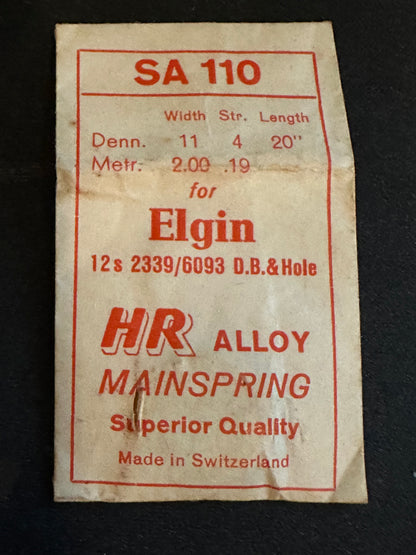 SA 110
Width Str. Length
Denn. 11 4 20"
Metr. 2.00 .19
for
Elgin
12s 2339/6093 D.B.&Hole
HR ALLOY
MAINSPRING
Superior Quality
Made in Switzerland